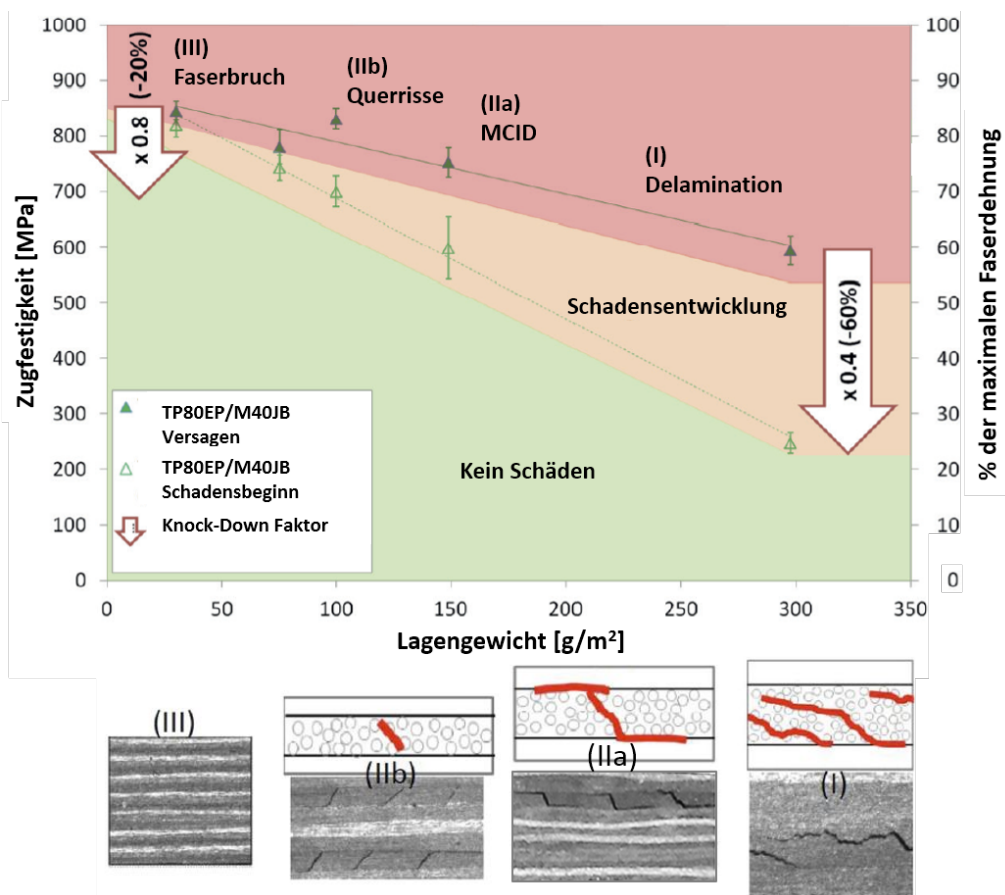 1000
900
800
700
600
500
400
300
200
100
0
Zugfestigkeit [MPa]
100
90
80
70
60
50
40
30
20
10
0
% der maximalen Faserdehnung
x 0.8 (-20%)
(III)
Faserbruch
(IIb)
Querrisse
(IIa)
MCID
(I)
Delamination
Schadensentwicklung
x 0.4 (-60%)
Kein Schäden
TP80EP/M40JB
Versagen
TP80EP/M40JB
Schadensbeginn
Knock-Down Faktor
0 50 100 150 200 250 300 350
Lagengewicht [g/m²]
(III)
(IIb)
(IIa)
(I)